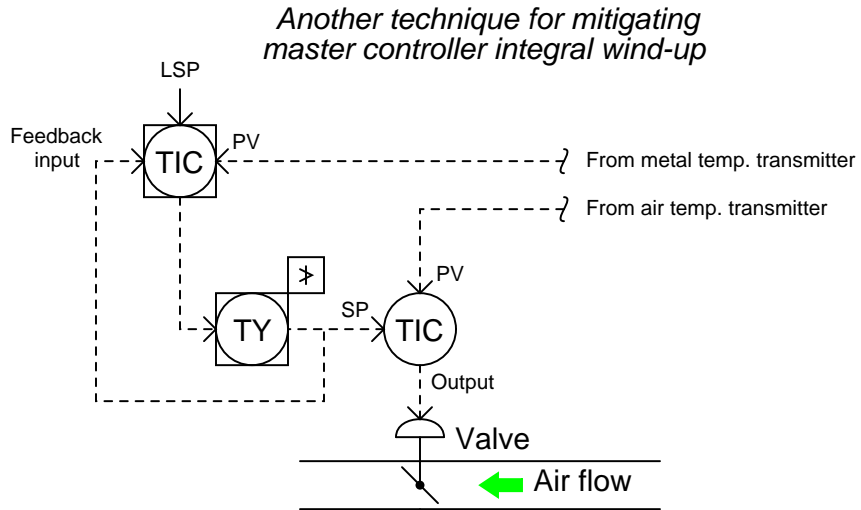 Another technique for mitigating
master controller integral wind-up
LSP
Feedback
input
TIC
PV
From metal temp. transmitter
From air temp. transmitter
PV
TY
SP
TIC
Output
Valve
Air flow